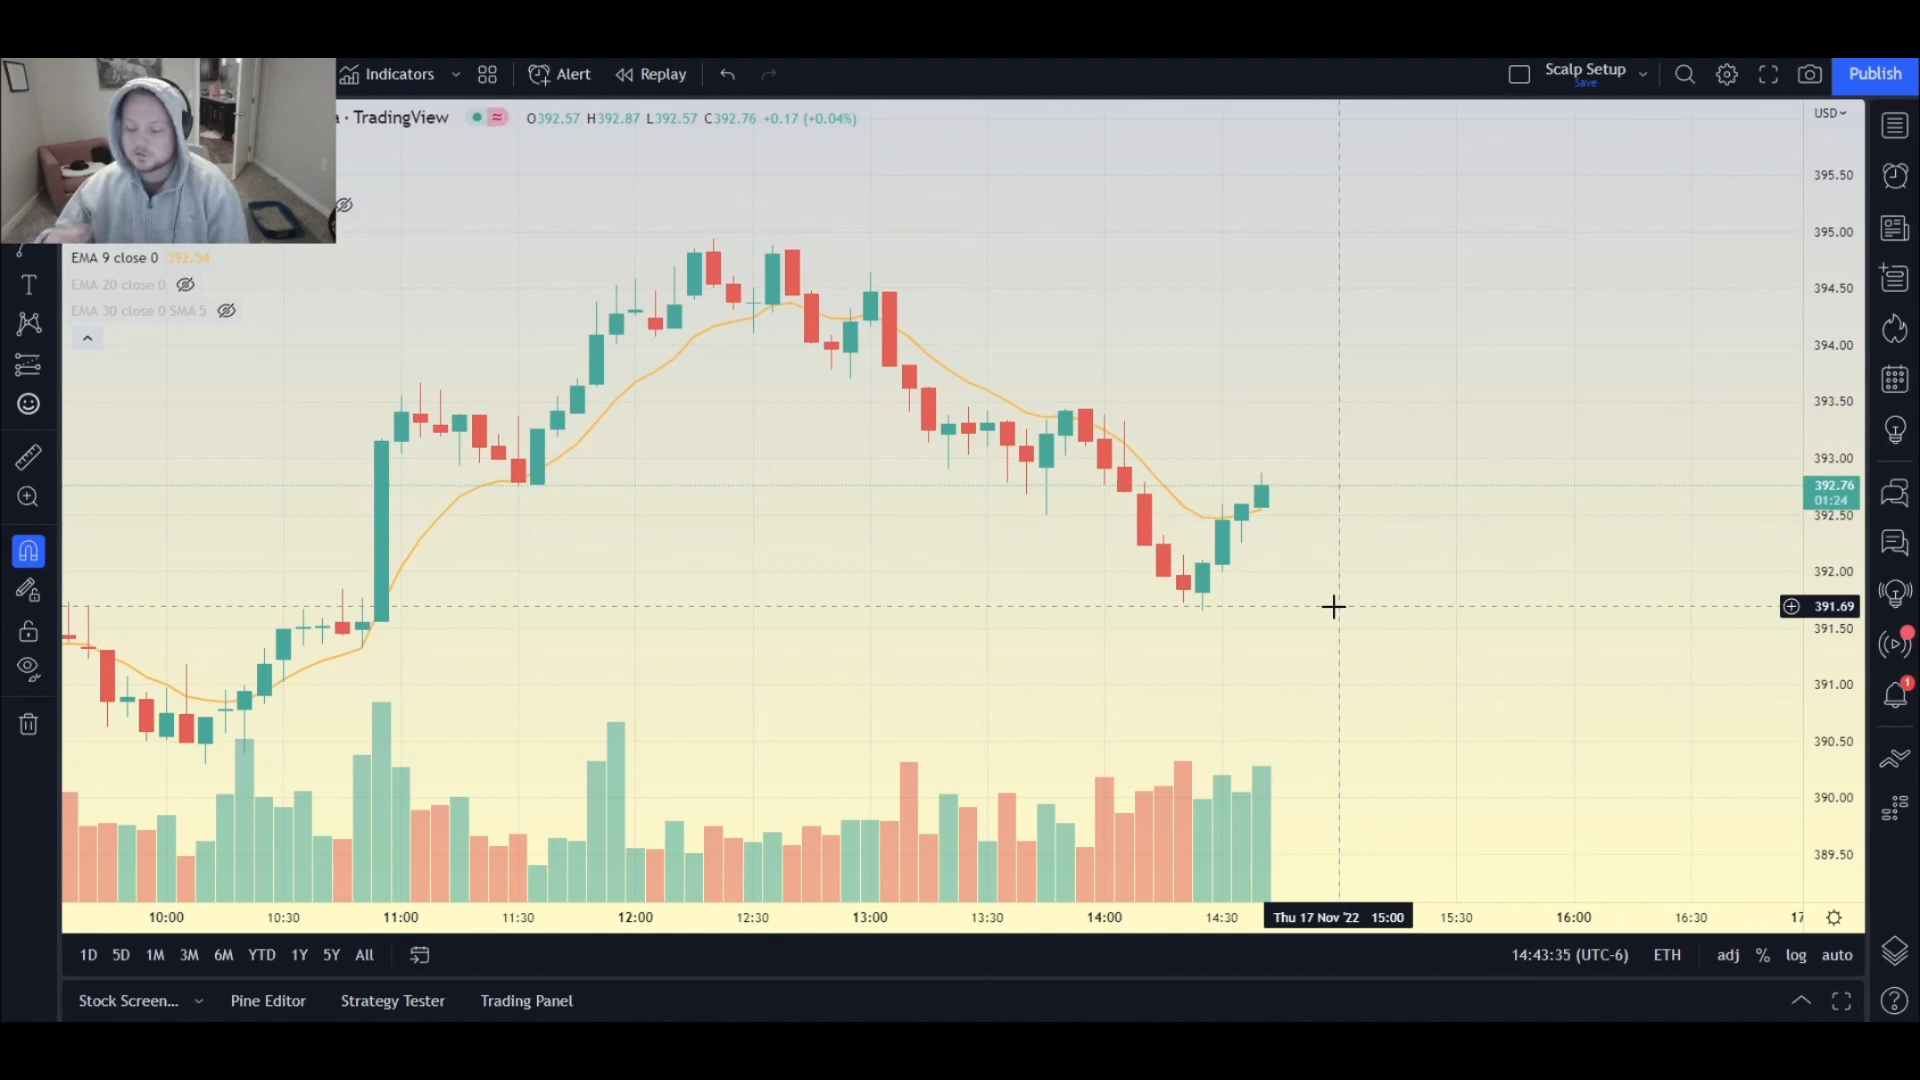 Indicators Alert Replay Scalp Setup Save Publish
a · TradingView O392.57 H392.87 L392.57 C392.76 +0.17 (+0.04%) USD
395.50
395.00
EMA 9 close 0 392.54
EMA 20 close 0
394.50
EMA 30 close 0 SMA 5
394.00
393.50
393.00
392.76
01:24
392.50
392.00
391.69
391.50
391.00
390.50
390.00
389.50
10:00 10:30 11:00 11:30 12:00 12:30 13:00 13:30 14:00 14:30 Thu 17 Nov '22 15:00 15:30 16:00 16:30 17
1D 5D 1M 3M 6M YTD 1Y 5Y All 14:43:35 (UTC-6) ETH adj % log auto
Stock Screen... Pine Editor Strategy Tester Trading Panel
1